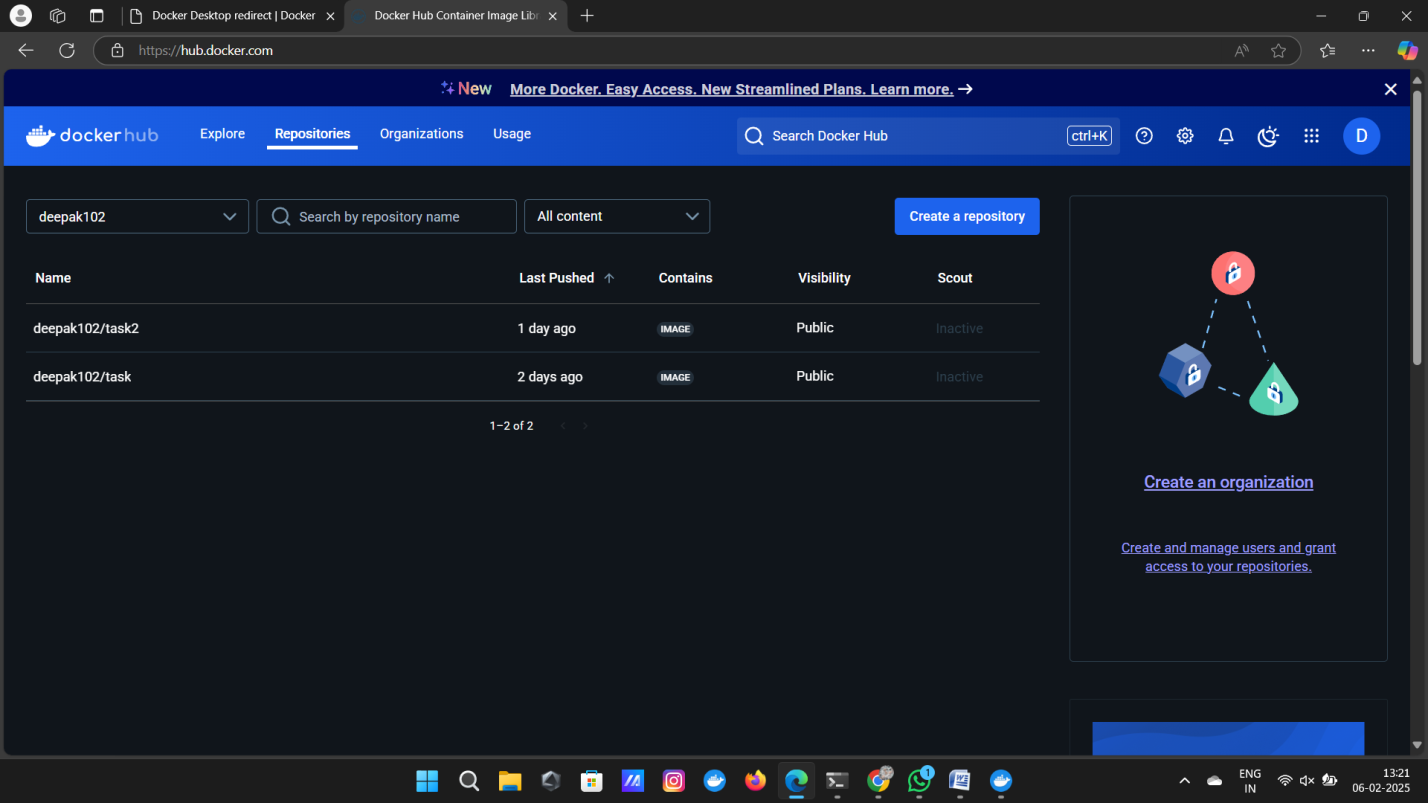 Docker Desktop redirect | Docker
Docker Hub Container Image Libr
https://hub.docker.com
New More Docker. Easy Access. New Streamlined Plans. Learn more. →
dockerhub
Explore Repositories Organizations Usage
Search Docker Hub ctrl+K
D
deepak102
Search by repository name
All content
Create a repository
Name Last Pushed ↑ Contains Visibility Scout
deepak102/task2 1 day ago IMAGE Public Inactive
deepak102/task 2 days ago IMAGE Public Inactive
1–2 of 2
Create an organization
Create and manage users and grant
access to your repositories.
1
ENG
IN
13:21
06-02-2025